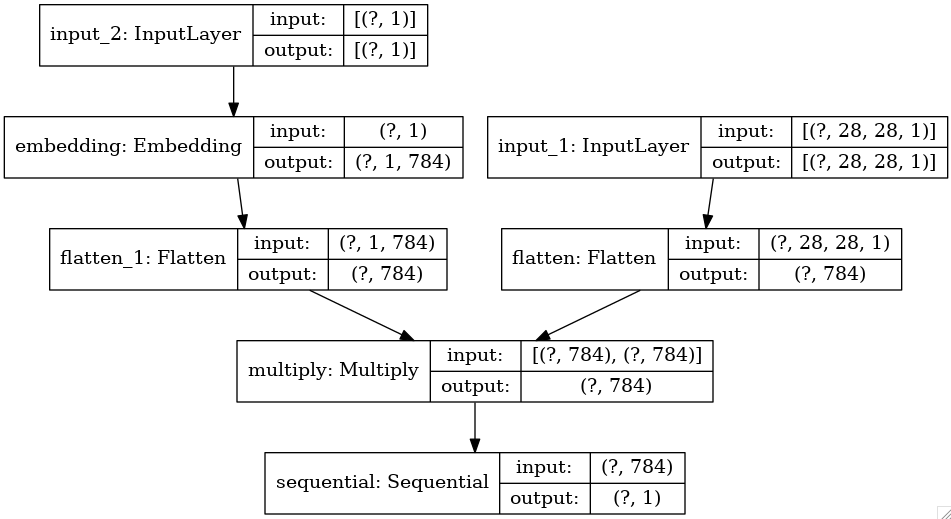 input_2: InputLayer
input: [(?, 1)]
output: [(?, 1)]
embedding: Embedding
input: (?, 1)
output: (?, 1, 784)
input_1: InputLayer
input: [(?, 28, 28, 1)]
output: [(?, 28, 28, 1)]
flatten_1: Flatten
input: (?, 1, 784)
output: (?, 784)
flatten: Flatten
input: (?, 28, 28, 1)
output: (?, 784)
multiply: Multiply
input: [(?, 784), (?, 784)]
output: (?, 784)
sequential: Sequential
input: (?, 784)
output: (?, 1)